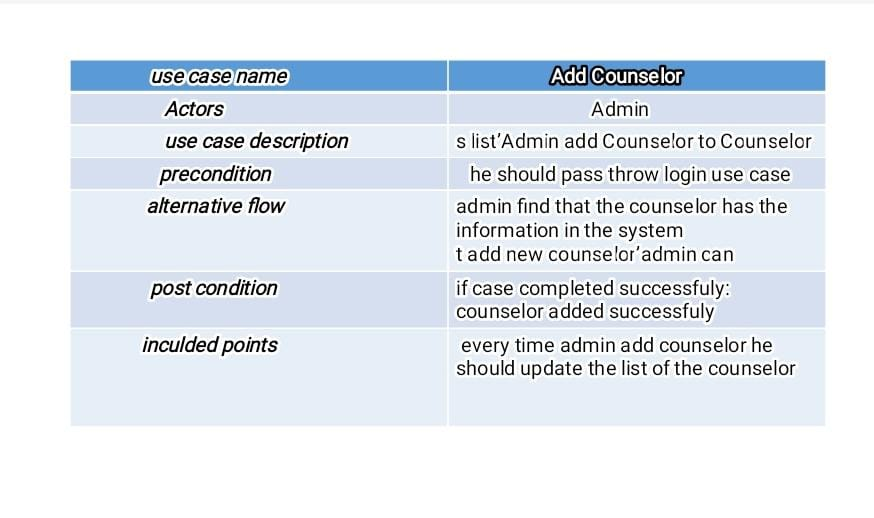 use case name
Add Counselor
Actors
Admin
use case description
s list'Admin add Counselor to Counselor
precondition
he should pass throw login use case
alternative flow
admin find that the counselor has the
information in the system
t add new counselor'admin can
post condition
if case completed successfuly:
counselor added successfuly
inculded points
every time admin add counselor he
should update the list of the counselor